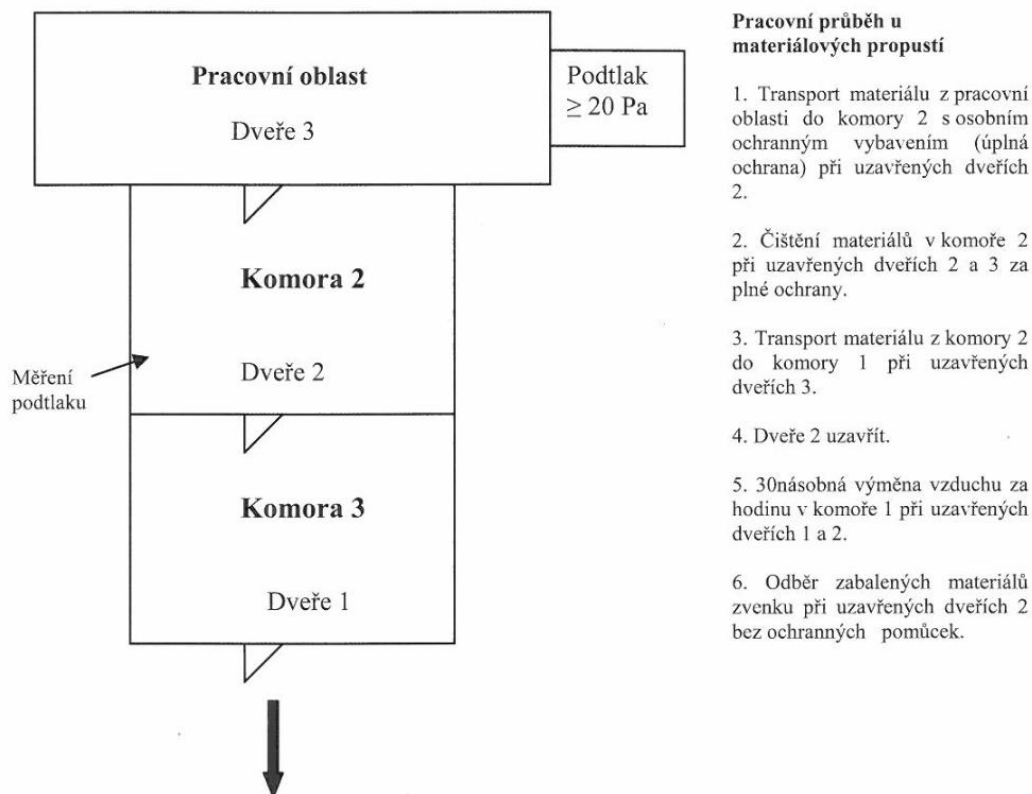 Pracovní oblast
Dveře 3
Podtlak
≥ 20 Pa
Komora 2
Dveře 2
Měření
podtlaku
Komora 3
Dveře 1
Pracovní průběh u
materiálových propustí
1. Transport materiálu z pracovní
oblasti do komory 2 s osobním
ochranným vybavením (úplná
ochrana) při uzavřených dveřích
2.
2. Čištění materiálů v komoře 2
při uzavřených dveřích 2 a 3 za
plné ochrany.
3. Transport materiálu z komory 2
do komory 1 při uzavřených
dveřích 3.
4. Dveře 2 uzavřít.
5. 30násobná výměna vzduchu za
hodinu v komoře 1 při uzavřených
dveřích 1 a 2.
6. Odběr zabalených materiálů
zvenku při uzavřených dveřích 2
bez ochranných pomůcek.